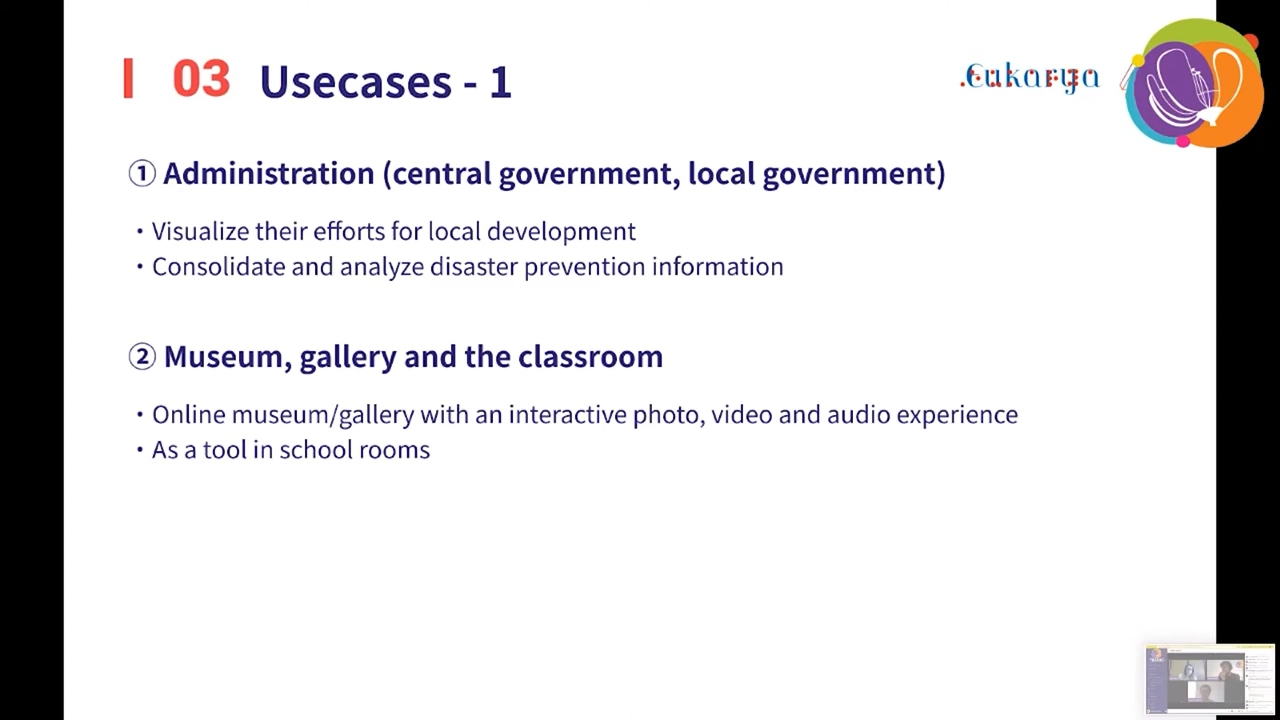 03 Usecases - 1
Eukarya
① Administration (central government, local government)
・Visualize their efforts for local development
・Consolidate and analyze disaster prevention information
② Museum, gallery and the classroom
・Online museum/gallery with an interactive photo, video and audio experience
・As a tool in school rooms